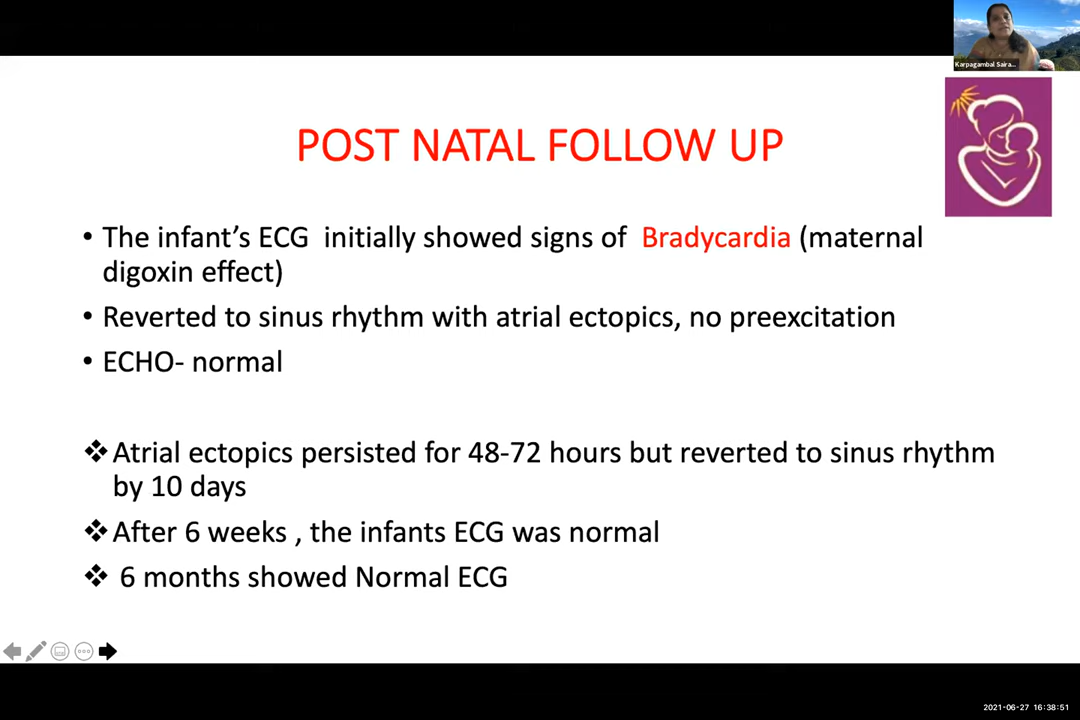 Karpagambal Saira...
POST NATAL FOLLOW UP
• The infant's ECG initially showed signs of Bradycardia (maternal
digoxin effect)
• Reverted to sinus rhythm with atrial ectopics, no preexcitation
• ECHO- normal
❖ Atrial ectopics persisted for 48-72 hours but reverted to sinus rhythm
by 10 days
❖ After 6 weeks , the infants ECG was normal
❖ 6 months showed Normal ECG
2021-06-27 16:38:51